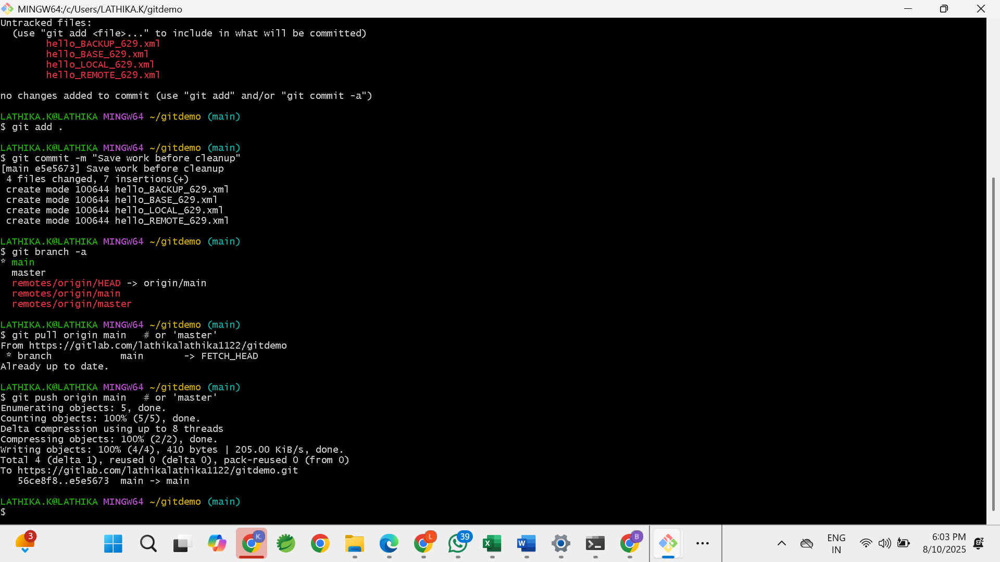 MINGW64:/c/Users/LATHIKA.K/gitdemo
Untracked files:
  (use "git add <file>..." to include in what will be committed)
        hello_BACKUP_629.xml
        hello_BASE_629.xml
        hello_LOCAL_629.xml
        hello_REMOTE_629.xml

no changes added to commit (use "git add" and/or "git commit -a")

LATHIKA.K@LATHIKA MINGW64 ~/gitdemo (main)
$ git add .

LATHIKA.K@LATHIKA MINGW64 ~/gitdemo (main)
$ git commit -m "Save work before cleanup"
[main e5e5673] Save work before cleanup
 4 files changed, 7 insertions(+)
 create mode 100644 hello_BACKUP_629.xml
 create mode 100644 hello_BASE_629.xml
 create mode 100644 hello_LOCAL_629.xml
 create mode 100644 hello_REMOTE_629.xml

LATHIKA.K@LATHIKA MINGW64 ~/gitdemo (main)
$ git branch -a
* main
  master
  remotes/origin/HEAD -> origin/main
  remotes/origin/main
  remotes/origin/master

LATHIKA.K@LATHIKA MINGW64 ~/gitdemo (main)
$ git pull origin main   # or 'master'
From https://gitlab.com/lathikalathika1122/gitdemo
 * branch            main       -> FETCH_HEAD
Already up to date.

LATHIKA.K@LATHIKA MINGW64 ~/gitdemo (main)
$ git push origin main   # or 'master'
Enumerating objects: 5, done.
Counting objects: 100% (5/5), done.
Delta compression using up to 8 threads
Compressing objects: 100% (2/2), done.
Writing objects: 100% (4/4), 410 bytes | 205.00 KiB/s, done.
Total 4 (delta 1), reused 0 (delta 0), pack-reused 0 (from 0)
To https://gitlab.com/lathikalathika1122/gitdemo.git
   56ce8f8..e5e5673  main -> main

LATHIKA.K@LATHIKA MINGW64 ~/gitdemo (main)
$
3
K.
L
39
X
W
B
ENG
IN
6:03 PM
8/10/2025